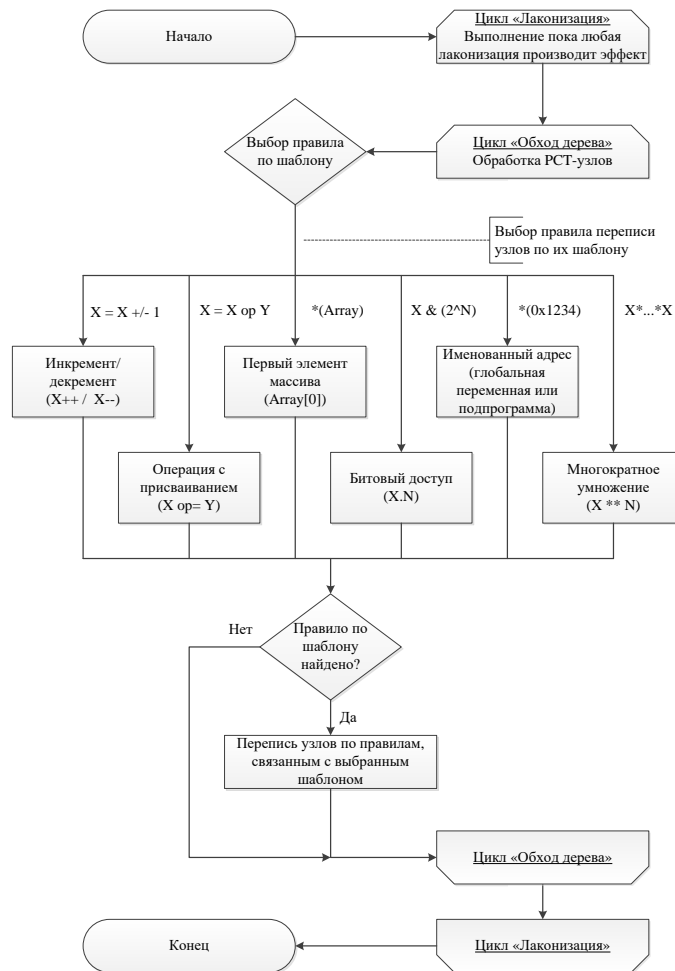 Начало
Цикл «Лаконизация»
Выполнение пока любая
лаконизация производит эффект
Выбор правила
по шаблону
Цикл «Обход дерева»
Обработка РСТ-узлов
Выбор правила переписи
узлов по их шаблону
X = X +/- 1
X = X op Y
*(Array)
X & (2^N)
*(0x1234)
X*...*X
Инкремент/
декремент
(X++ / X--)
Первый элемент
массива
(Array[0])
Именованный адрес
(глобальная
переменная или
подпрограмма)
Операция с
присваиванием
(X op= Y)
Битовый доступ
(X.N)
Многократное
умножение
(X ** N)
Нет
Правило по
шаблону
найдено?
Да
Перепись узлов по правилам,
связанным с выбранным
шаблоном
Цикл «Обход дерева»
Конец
Цикл «Лаконизация»